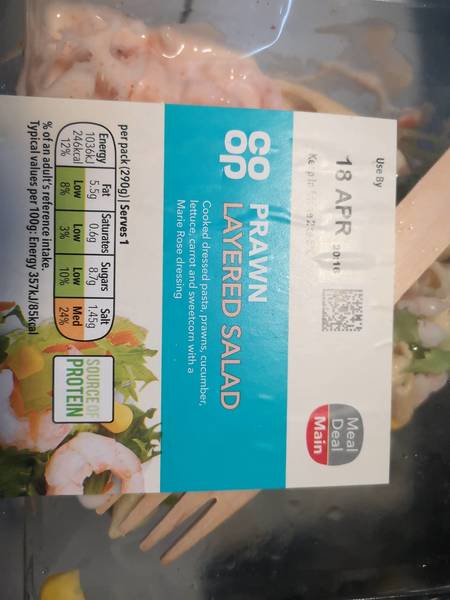 Use By
18 APR 20:10
Meal
Deal
Main
CO
OP
PRAWN
LAYERED SALAD
Cooked dressed pasta, prawns, cucumber,
lettuce, carrot and sweetcorn with a
Marie Rose dressing
per pack (290g) | Serves 1
Energy Fat Saturates Sugars Salt
1036kJ 5.5g 0.6g 8.7g 1.45g
246kcal Low Low Low Med
12% 8% 3% 10% 24%
% of an adult's reference intake.
Typical values per 100g: Energy 357kJ/85kcal
SOURCE OF
PROTEIN